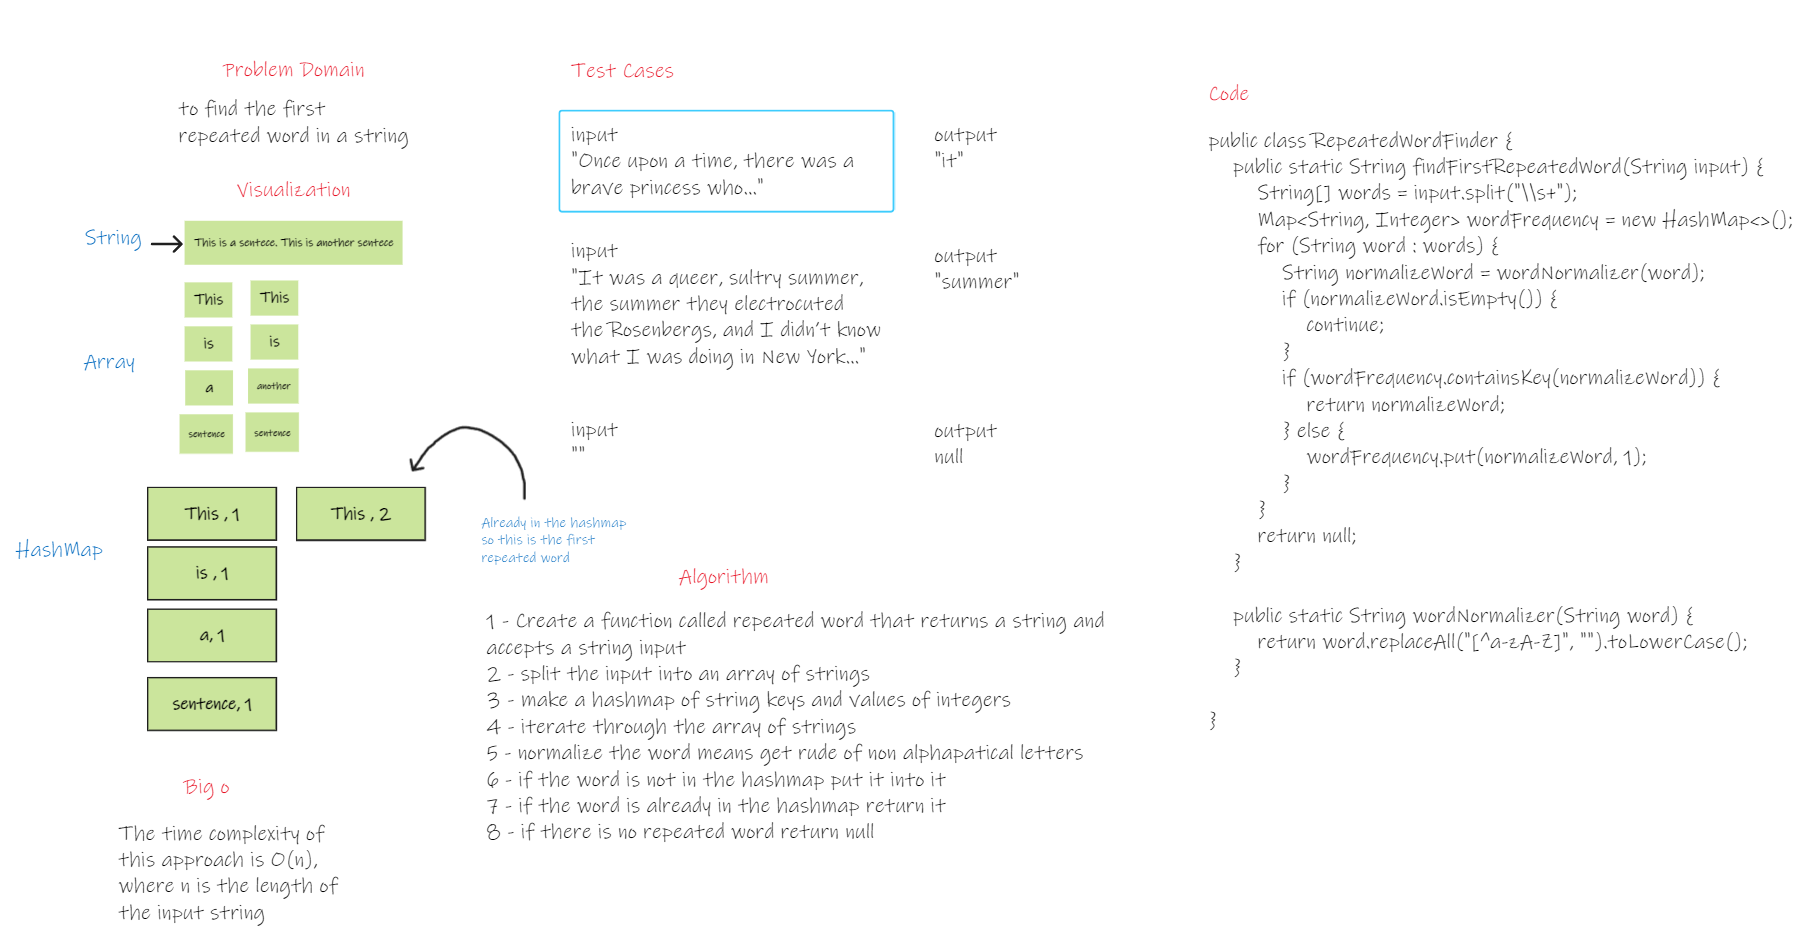 Problem Domain
to find the first
repeated word in a string
Visualization
String
This is a sentece. This is another sentece
Array
This This
is is
a another
sentence sentence
HashMap
This , 1 This , 2
is , 1
a, 1
sentence, 1
Already in the hashmap
so this is the first
repeated word
Big o
The time complexity of
this approach is O(n),
where n is the length of
the input string
Test Cases
input
"Once upon a time, there was a
brave princess who..."
output
"it"
input
"It was a queer, sultry summer,
the summer they electrocuted
the Rosenbergs, and I didn't know
what I was doing in New York..."
output
"summer"
input
""
output
null
Algorithm
1 - Create a function called repeated word that returns a string and
accepts a string input
2 - split the input into an array of strings
3 - make a hashmap of string keys and values of integers
4 - iterate through the array of strings
5 - normalize the word means get rude of non alphapatical letters
6 - if the word is not in the hashmap put it into it
7 - if the word is already in the hashmap return it
8 - if there is no repeated word return null
Code
public class RepeatedWordFinder {
public static String findFirstRepeatedWord(String input) {
String[] words = input.split("\\s+");
Map<String, Integer> wordFrequency = new HashMap<>();
for (String word : words) {
String normalizeWord = wordNormalizer(word);
if (normalizeWord.isEmpty()) {
continue;
}
if (wordFrequency.containsKey(normalizeWord)) {
return normalizeWord;
} else {
wordFrequency.put(normalizeWord, 1);
}
}
return null;
}
public static String wordNormalizer(String word) {
return word.replaceAll("[^a-zA-Z]", "").toLowerCase();
}
}